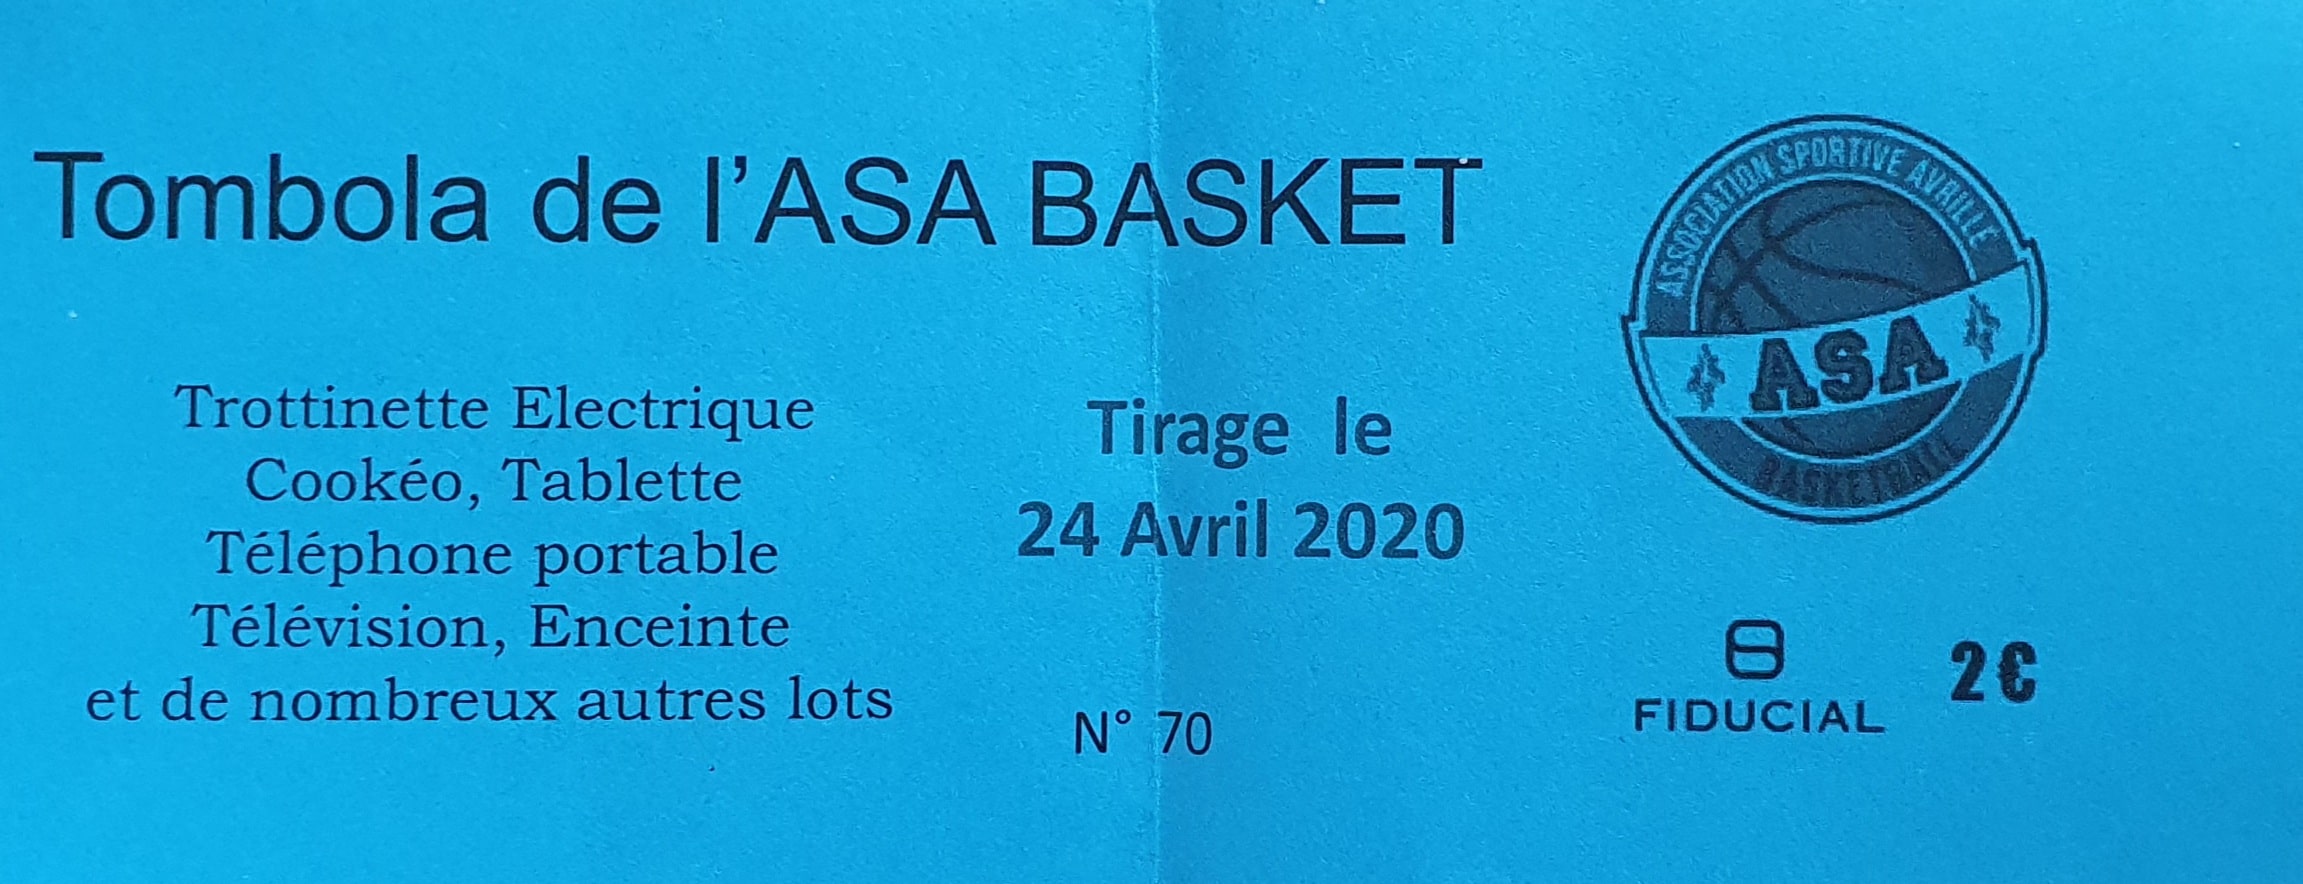 Tombola de l'ASA BASKET
ASSOCIATION SPORTIVE AVRILLE
ASA
BASKETBALL
Trottinette Electrique
Cookéo, Tablette
Téléphone portable
Télévision, Enceinte
et de nombreux autres lots
Tirage le
24 Avril 2020
N° 70
FIDUCIAL
2€